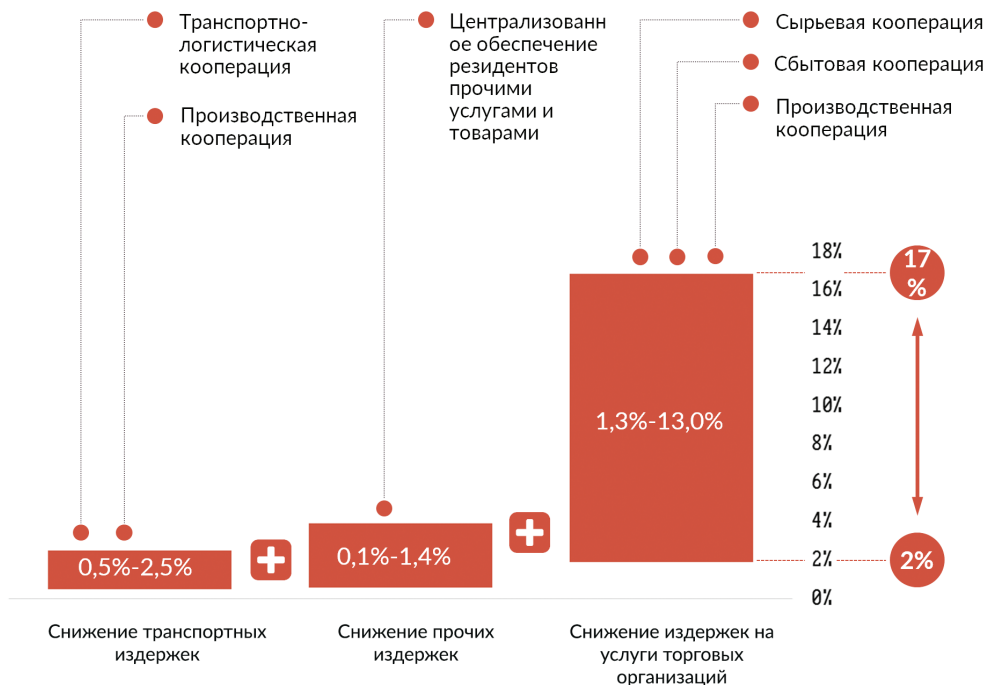 Транспортно-
логистическая
кооперация
Производственная
кооперация
Централизованн
ое обеспечение
резидентов
прочими
услугами и
товарами
Сырьевая кооперация
Сбытовая кооперация
Производственная
кооперация
18%
16%
14%
12%
10%
8%
6%
4%
2%
0%
17
%
2%
0,5%-2,5%
0,1%-1,4%
1,3%-13,0%
Снижение транспортных
издержек
Снижение прочих
издержек
Снижение издержек на
услуги торговых
организаций